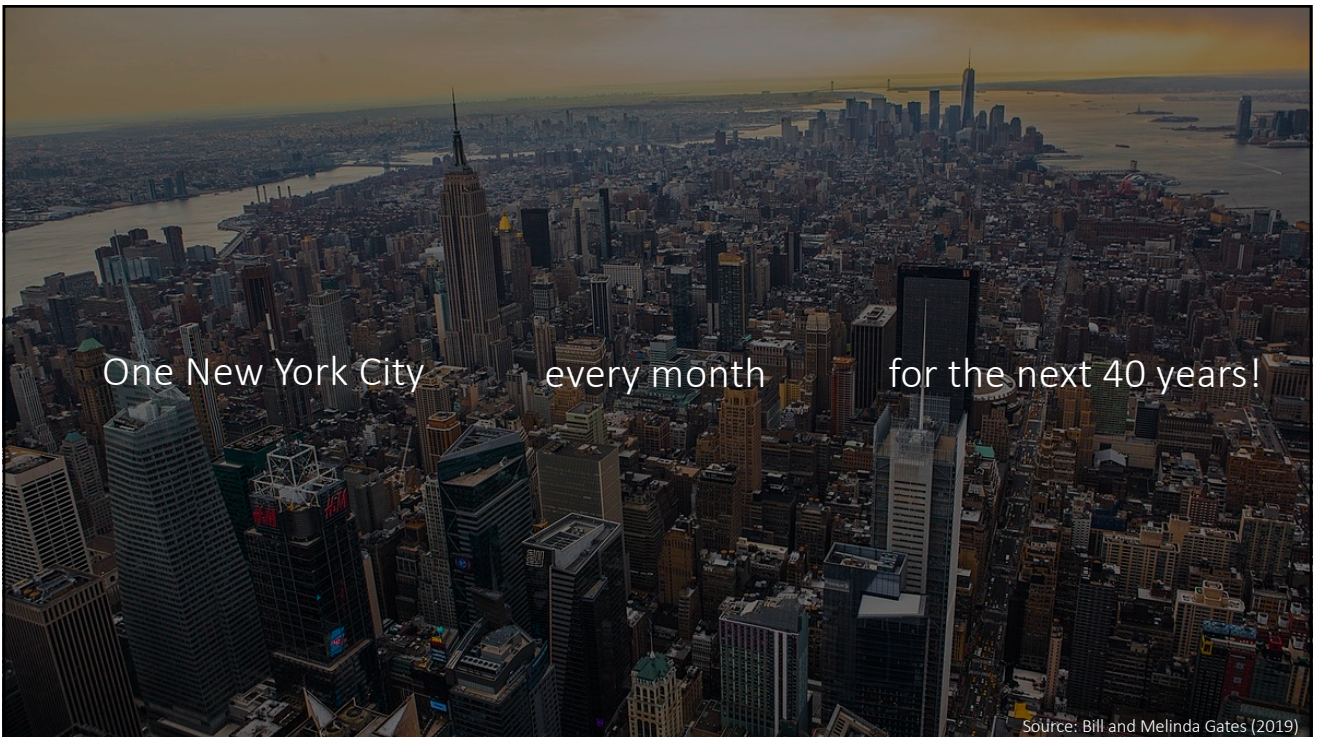 One New York City every month for the next 40 years!
H&M
H&M
Source: Bill and Melinda Gates (2019)